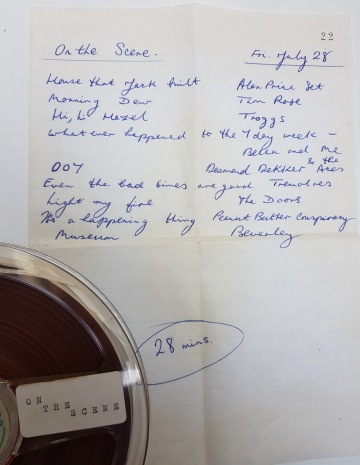 22
On the Scene. Fri. July 28
House that Jack built Alan Price Set
Morning Dew Tim Rose
Hi, Lo Hazel Troggs
Whatever happened to the 7 day week -
Bella and Me
007 Desmond Dekker & the Aces
Even the bad times are good Tremeloes
Light my fire The Doors
It's a happening thing Peanut Butter Conspiracy
Museum Beverley
28 mins.
ON
THE
SCENE